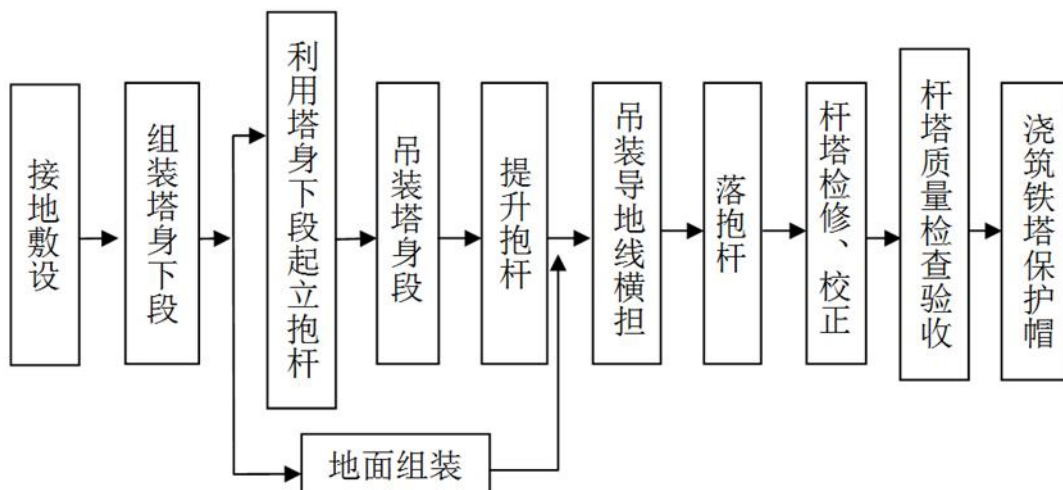 接地敷设
组装塔身下段
利用塔身下段起立抱杆
吊装塔身段
提升抱杆
吊装导地线横担
落抱杆
杆塔检修、校正
杆塔质量检查验收
浇筑铁塔保护帽
地面组装